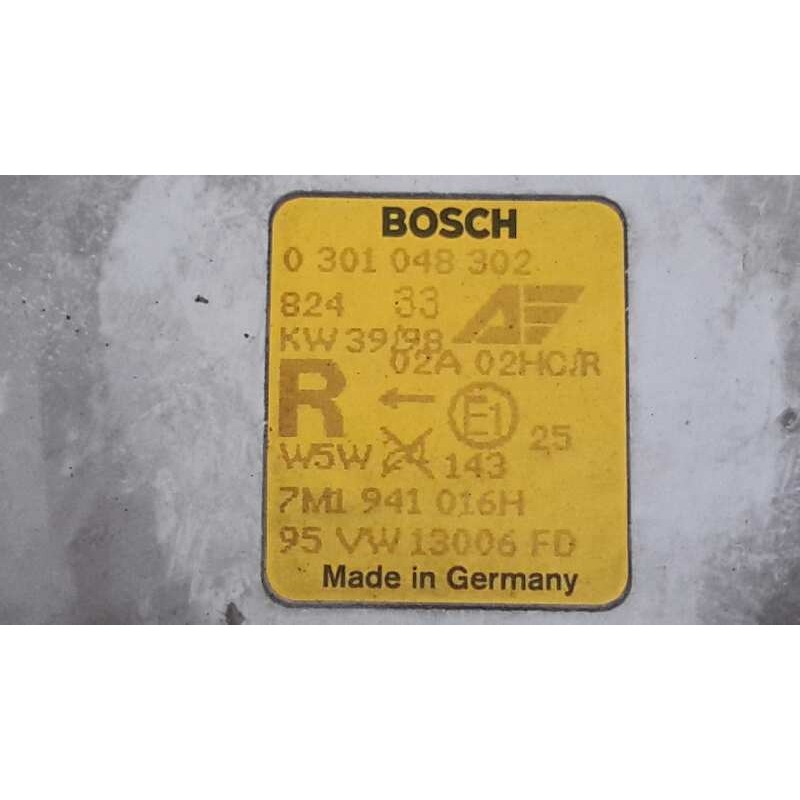 BOSCH
0 301 048 302
824 33
KW 39/98
02A 02HC/R
R
E1 25
W5W 143
7M1 941 016H
95 VW 13006 FD
Made in Germany